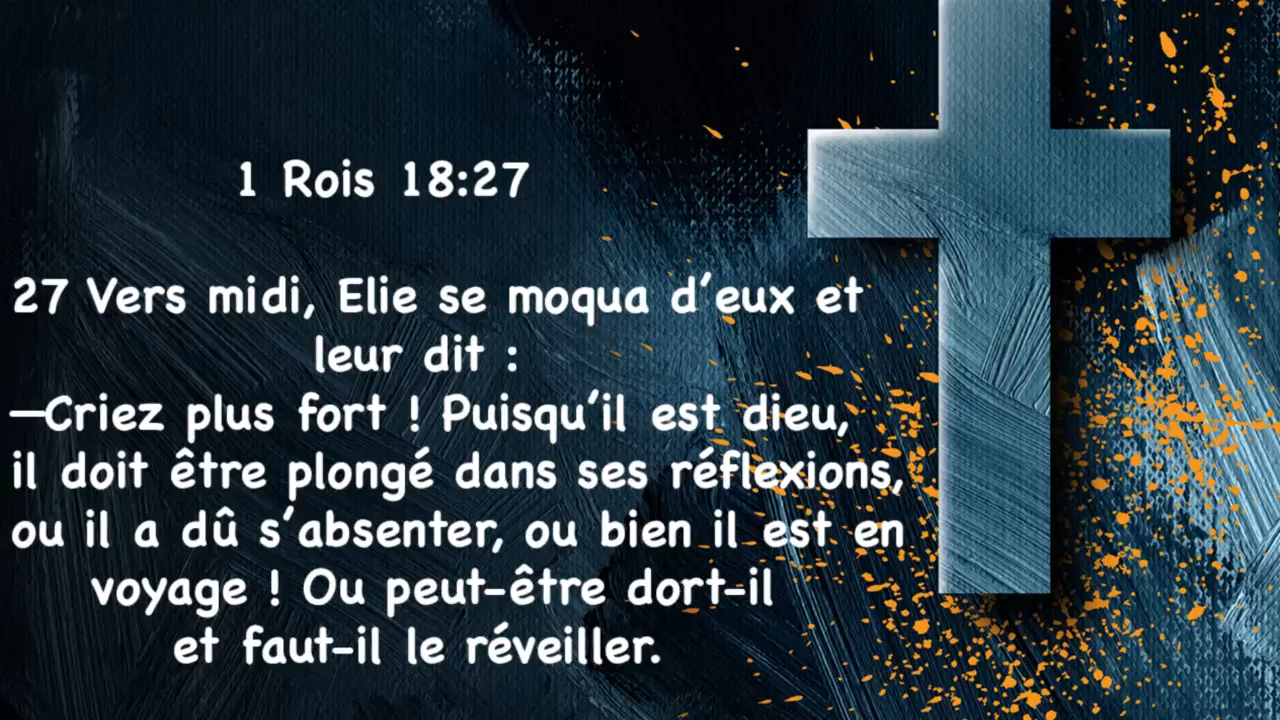 1 Rois 18:27
27 Vers midi, Elie se moqua d’eux et
leur dit :
—Criez plus fort ! Puisqu’il est dieu,
il doit être plongé dans ses réflexions,
ou il a dû s’absenter, ou bien il est en
voyage ! Ou peut-être dort-il
et faut-il le réveiller.